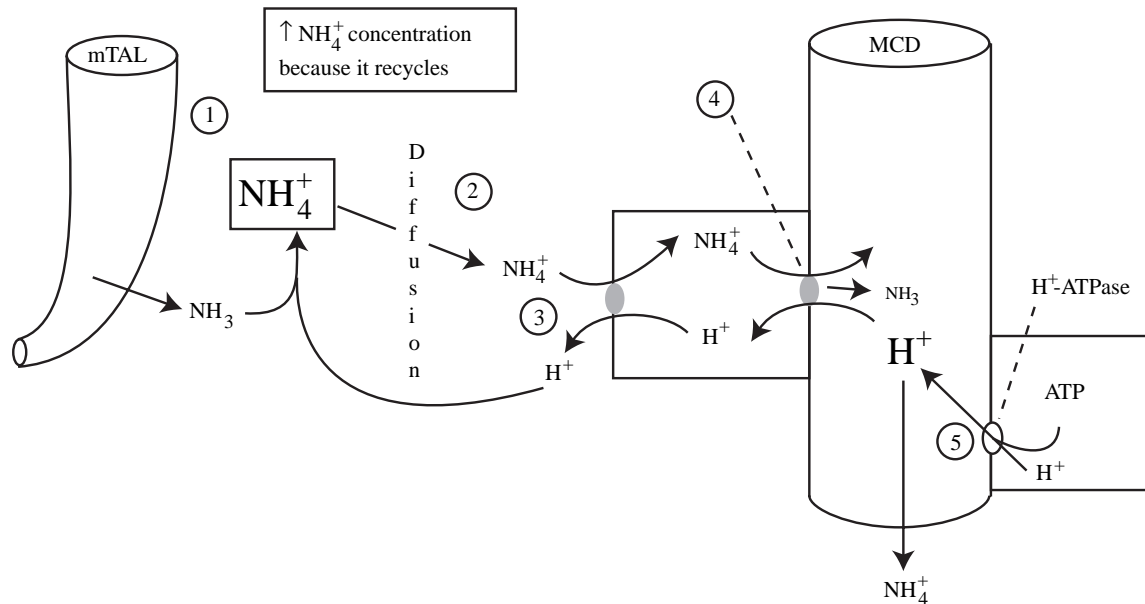 ↑ NH₄⁺ concentration
because it recycles
mTAL
MCD
1
4
Diffusion
2
NH₄⁺
NH₄⁺
NH₄⁺
NH₃
H⁺-ATPase
NH₃
3
H⁺
H⁺
H⁺
ATP
5
H⁺
NH₄⁺